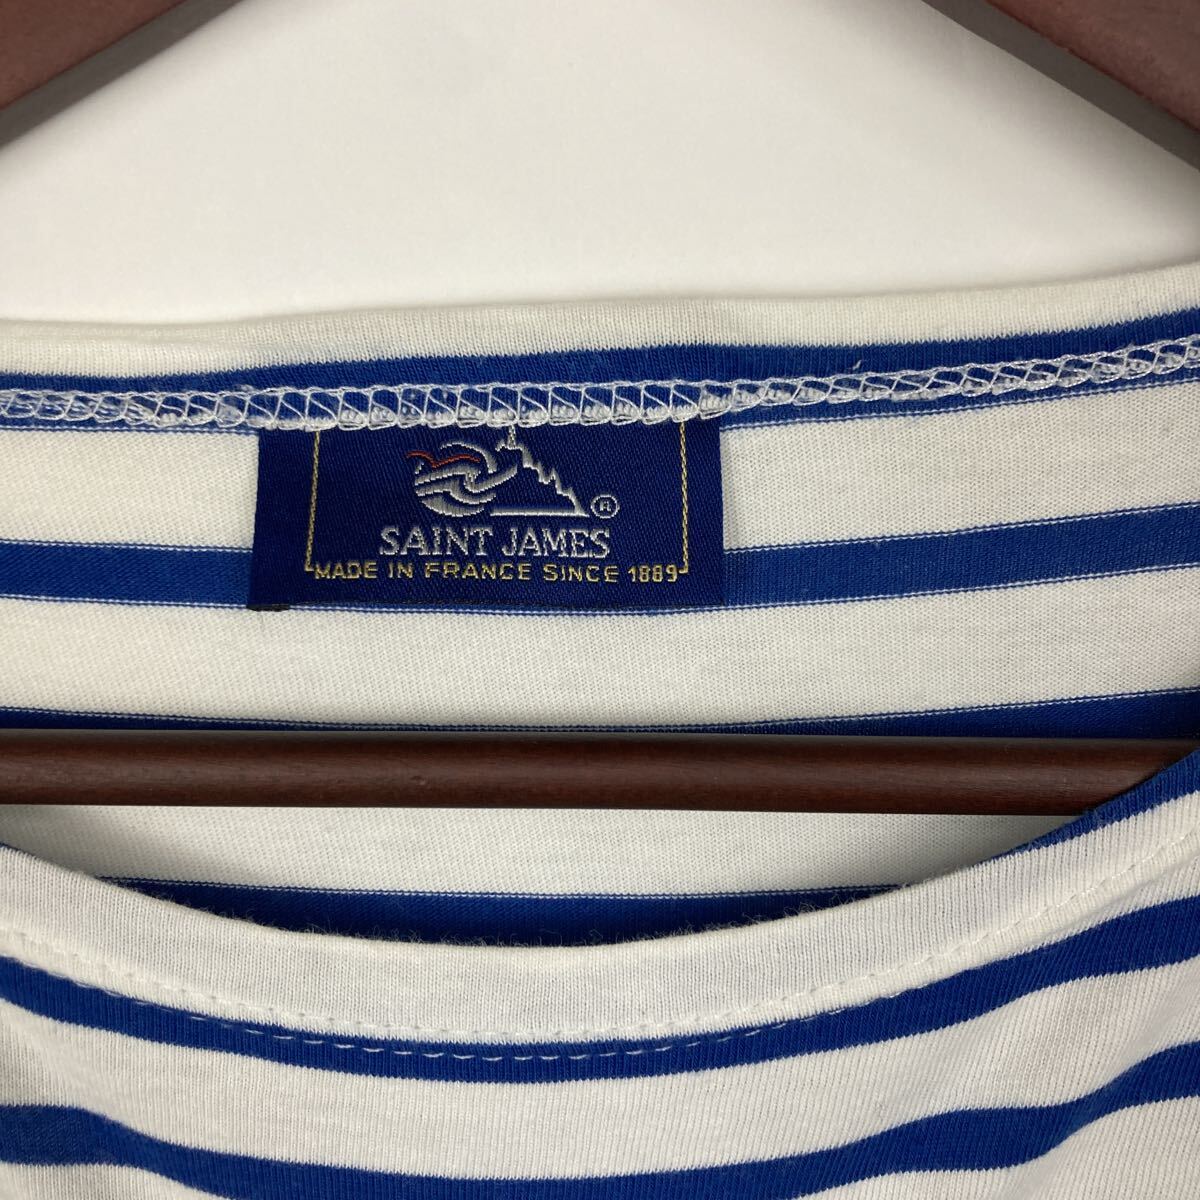 ®
SAINT JAMES
MADE IN FRANCE SINCE 1889